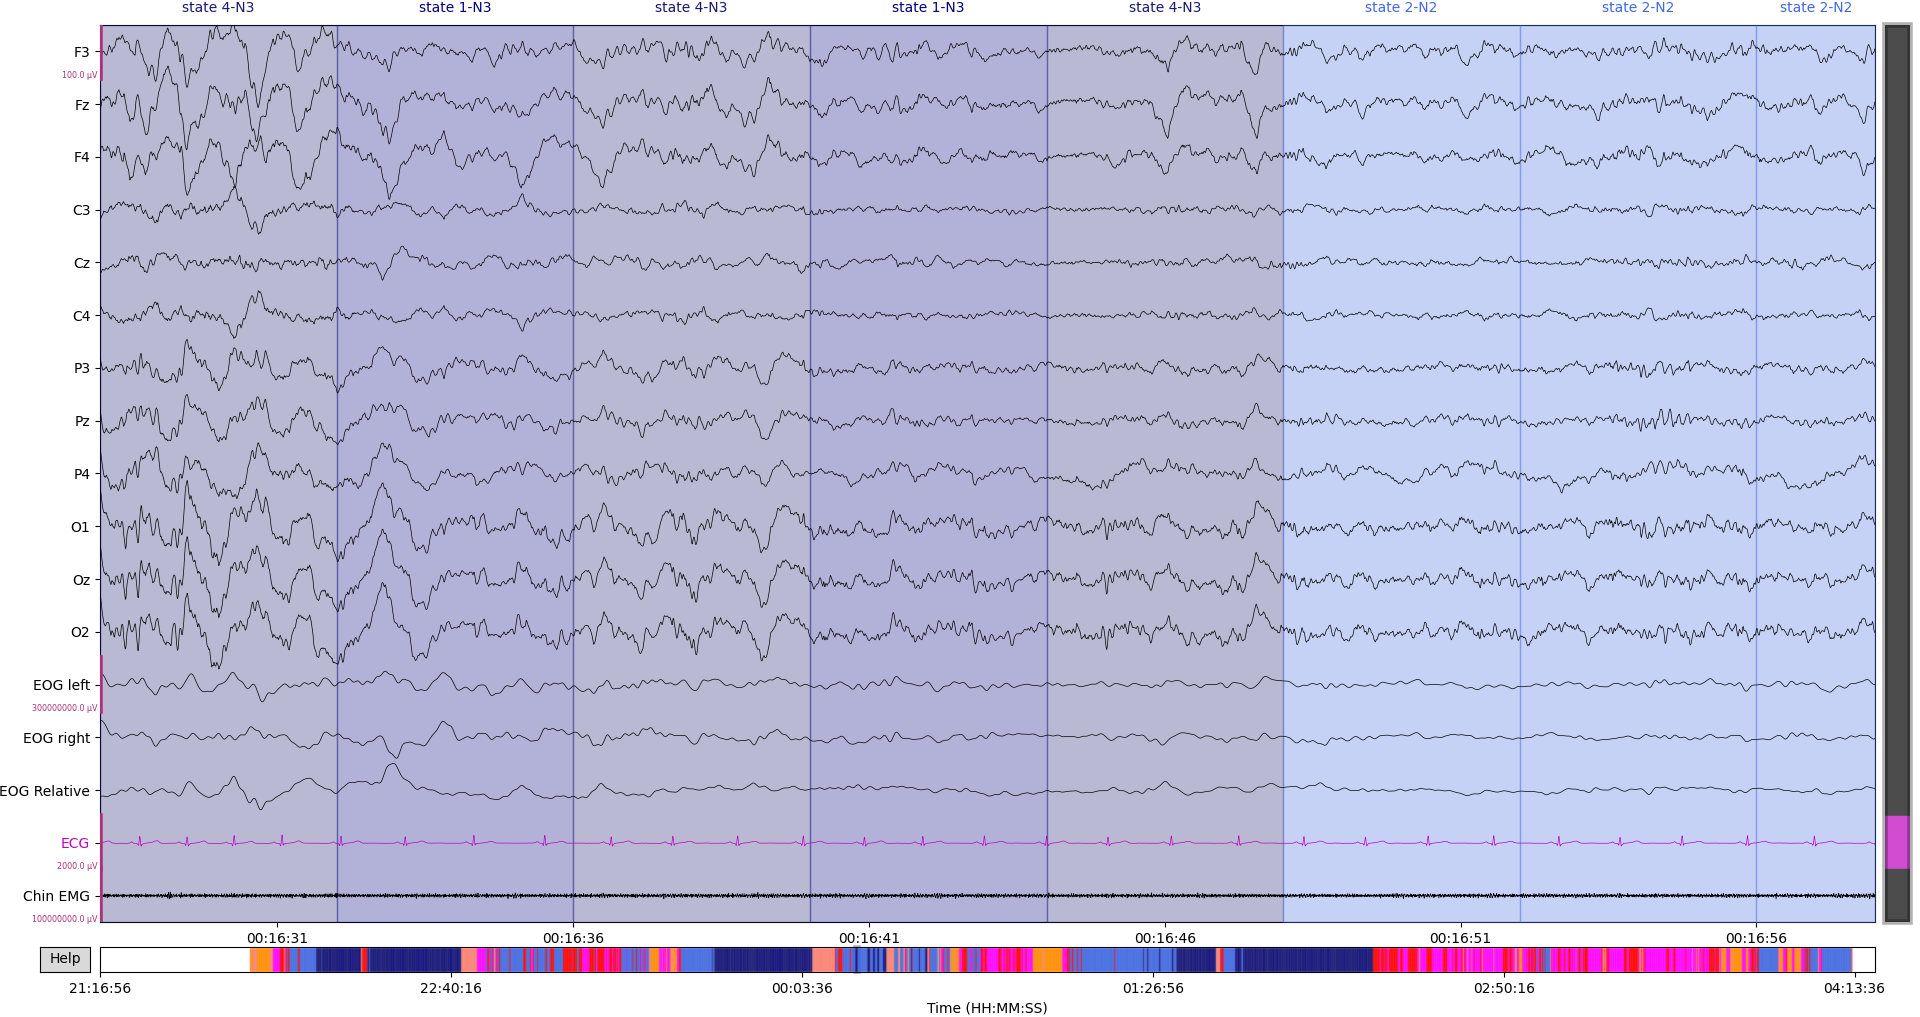 state 4-N3 state 1-N3 state 4-N3 state 1-N3 state 4-N3 state 2-N2 state 2-N2 state 2-N2
F3
100.0 µV
Fz
F4
C3
Cz
C4
P3
Pz
P4
O1
Oz
O2
EOG left
300000000.0 µV
EOG right
EOG Relative
ECG
2000.0 µV
Chin EMG
100000000.0 µV
00:16:31 00:16:36 00:16:41 00:16:46 00:16:51 00:16:56
Help
21:16:56 22:40:16 00:03:36 01:26:56 02:50:16 04:13:36
Time (HH:MM:SS)